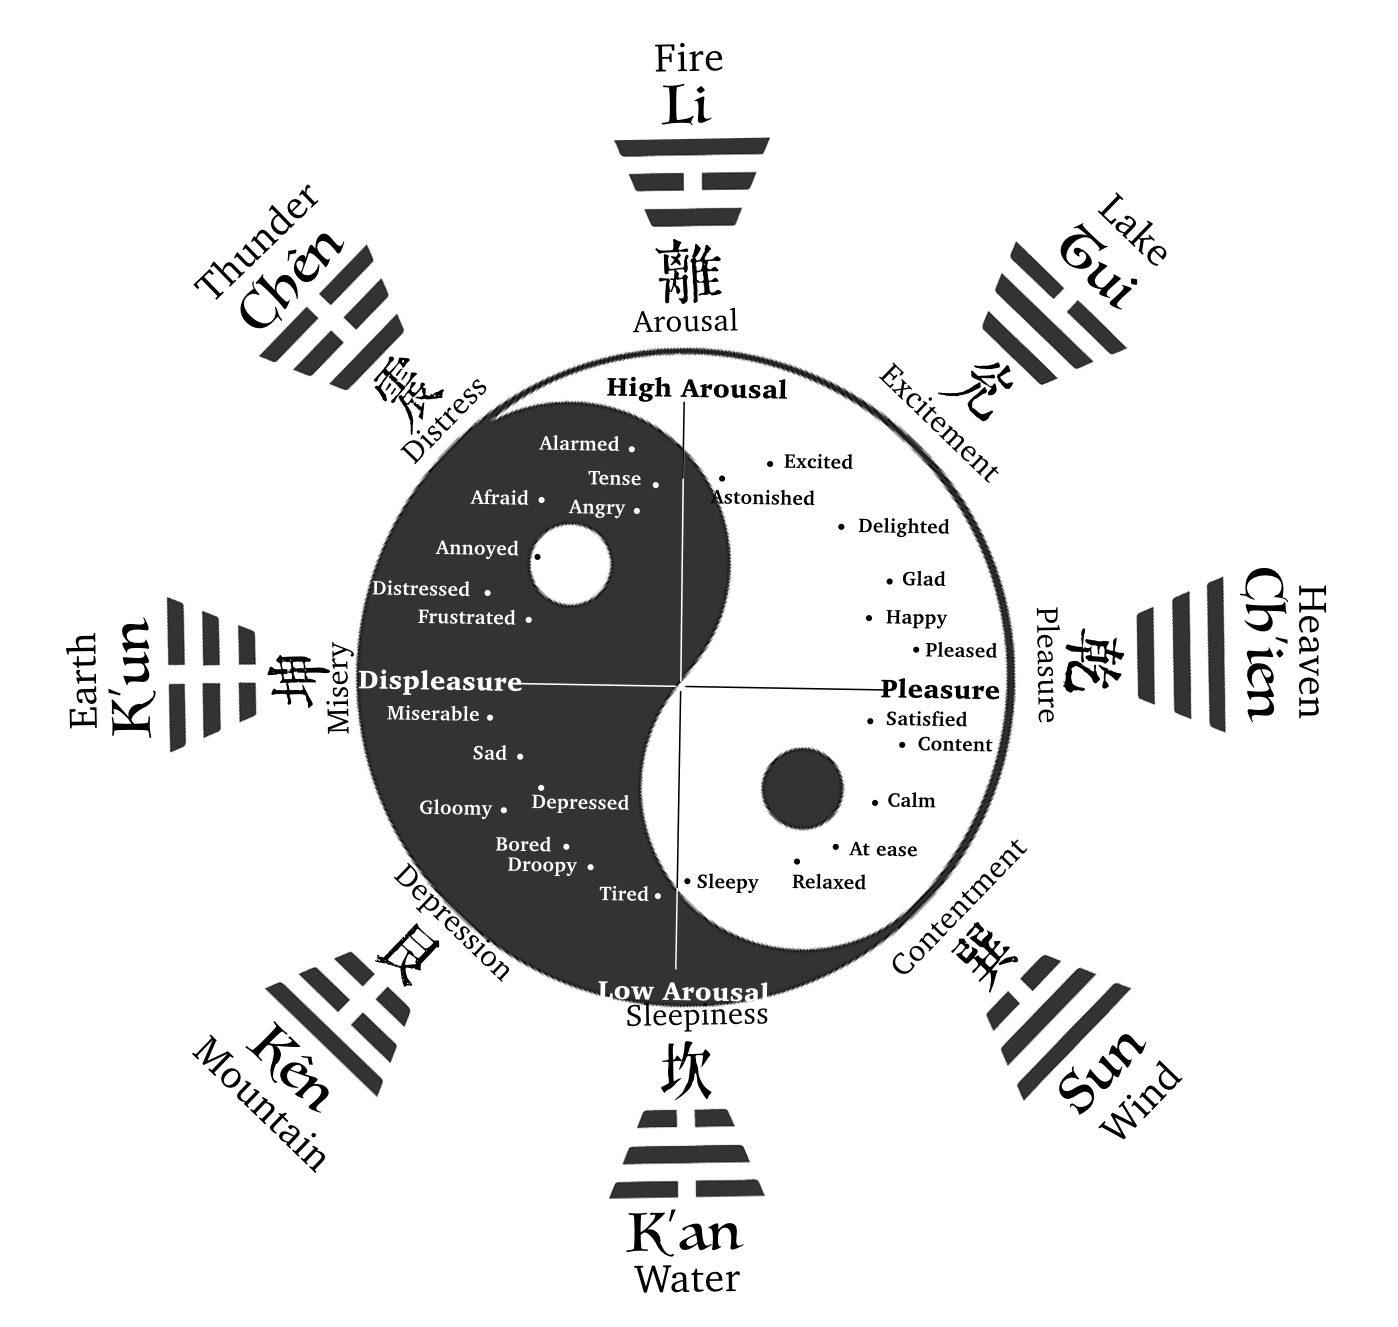 Fire
Li
離
Arousal
Lake
Tui
兌
Excitement
Heaven
Ch'ien
乾
Pleasure
Wind
Sun
巽
Contentment
Sleepiness
坎
K'an
Water
Mountain
Kên
艮
Depression
Earth
K'un
坤
Misery
Thunder
Chên
震
Distress
High Arousal
Alarmed
Tense
Afraid
Angry
Annoyed
Distressed
Frustrated
Excited
Astonished
Delighted
Glad
Happy
Pleased
Displeasure
Pleasure
Miserable
Sad
Depressed
Gloomy
Bored
Droopy
Tired
Satisfied
Content
Calm
At ease
Relaxed
Sleepy
Low Arousal